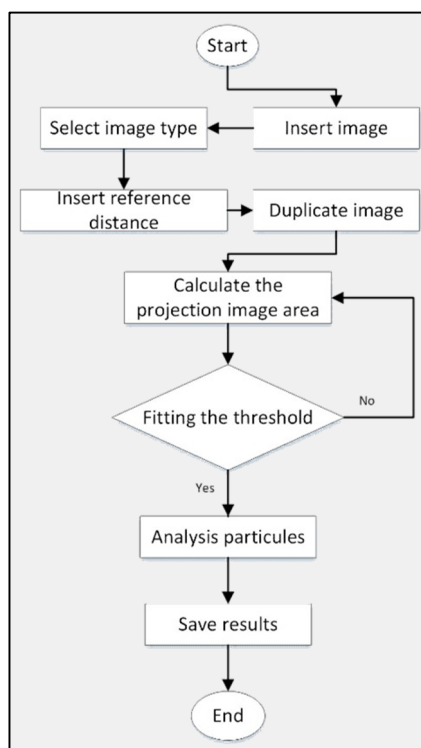 Start
Insert image
Select image type
Insert reference
distance
Duplicate image
Calculate the
projection image area
Fitting the threshold
No
Yes
Analysis particules
Save results
End